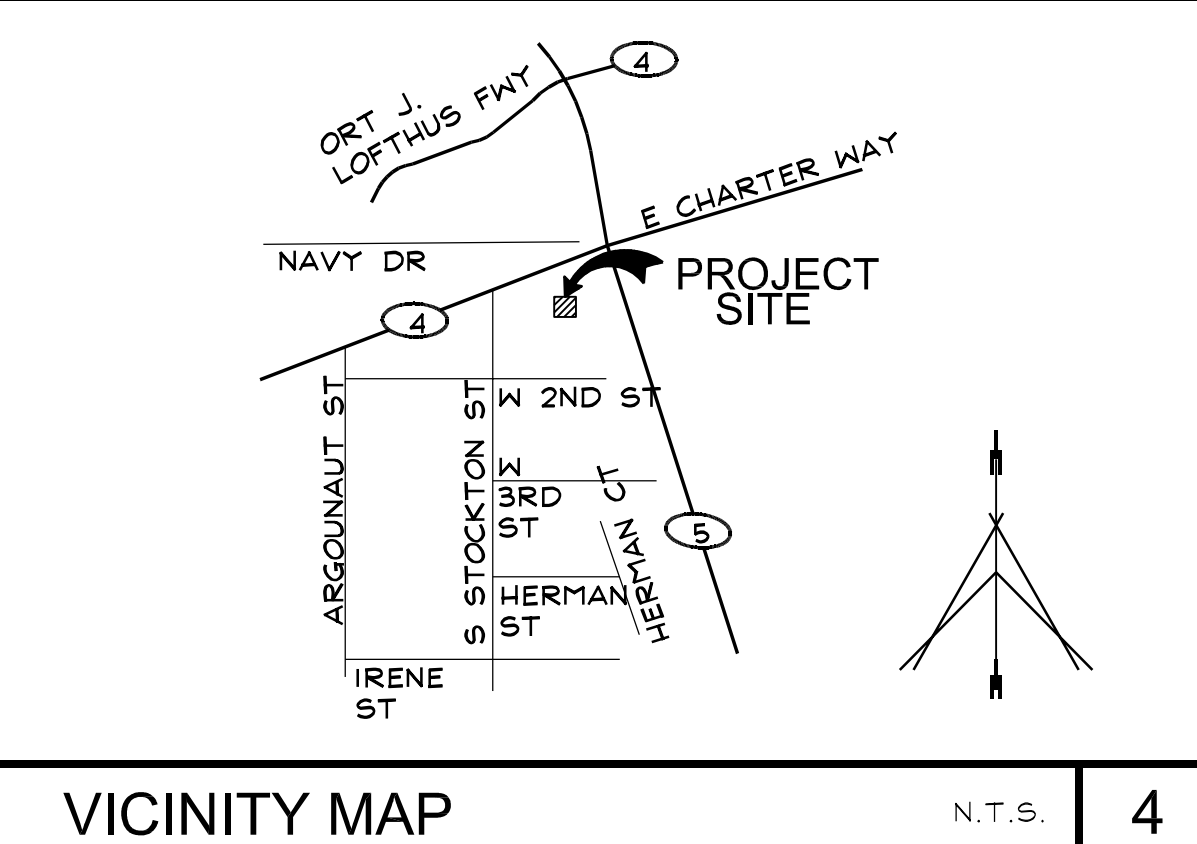 4
ORT J.
LOFTHUS FWY
E CHARTER WAY
NAVY DR
PROJECT
SITE
4
ARGOUNAUT ST
S STOCKTON ST
W 2ND ST
W
3RD
ST
HERMAN CT
5
HERMAN
ST
IRENE
ST
VICINITY MAP
N.T.S.
4